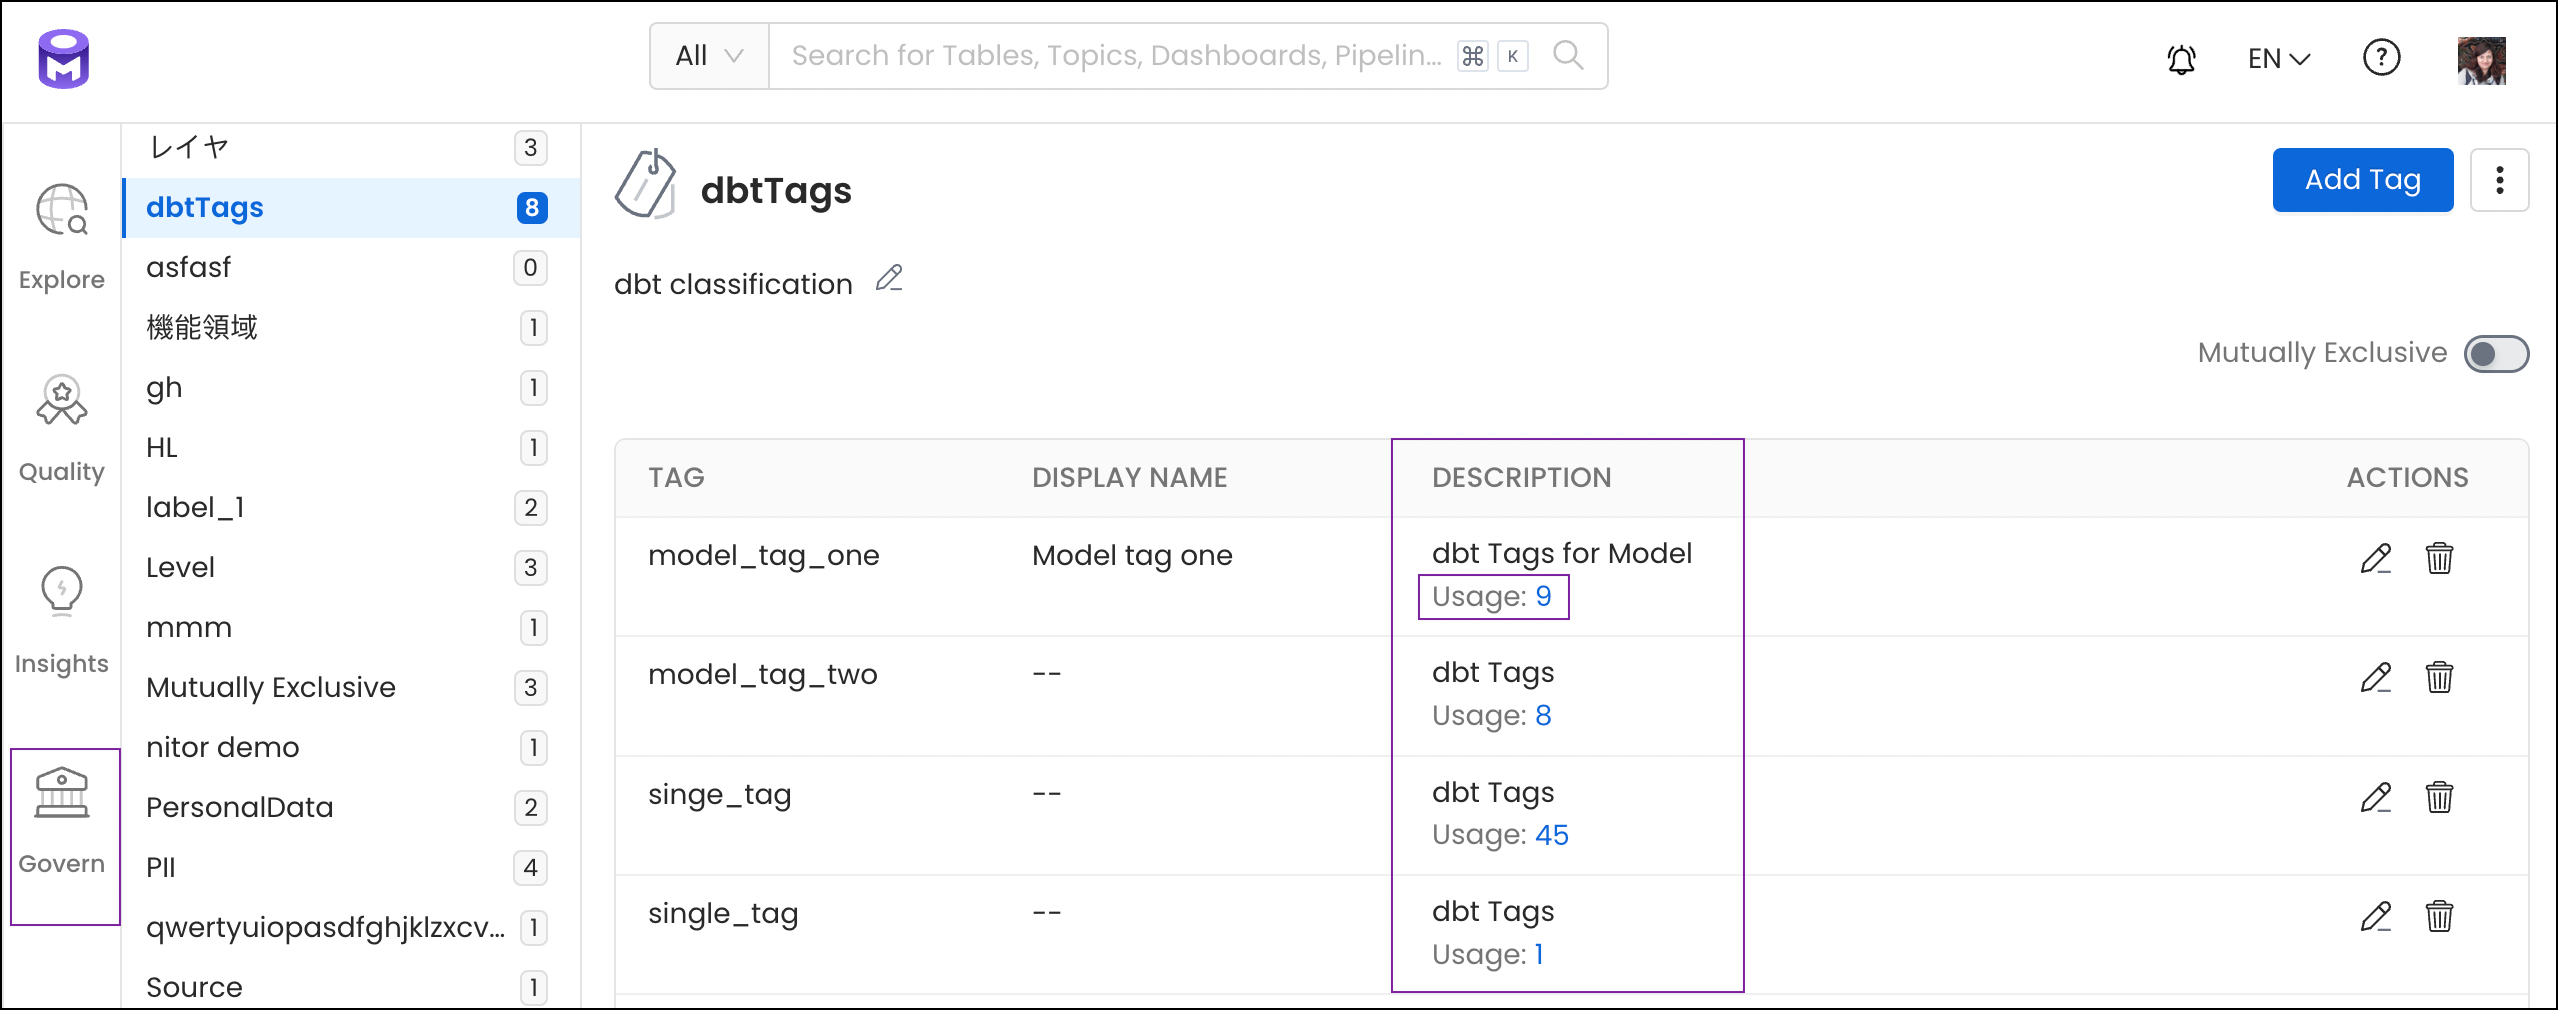 All
Search for Tables, Topics, Dashboards, Pipelin...
⌘ K
EN
?
Explore
Quality
Insights
Govern
レイヤ 3
dbtTags 8
asfasf 0
機能領域 1
gh 1
HL 1
label_1 2
Level 3
mmm 1
Mutually Exclusive 3
nitor demo 1
PersonalData 2
PII 4
qwertyuiopasdfghjklzxcv... 1
Source 1
dbtTags
Add Tag
dbt classification
Mutually Exclusive
TAG DISPLAY NAME DESCRIPTION ACTIONS
model_tag_one Model tag one dbt Tags for Model
Usage: 9
model_tag_two -- dbt Tags
Usage: 8
singe_tag -- dbt Tags
Usage: 45
single_tag -- dbt Tags
Usage: 1